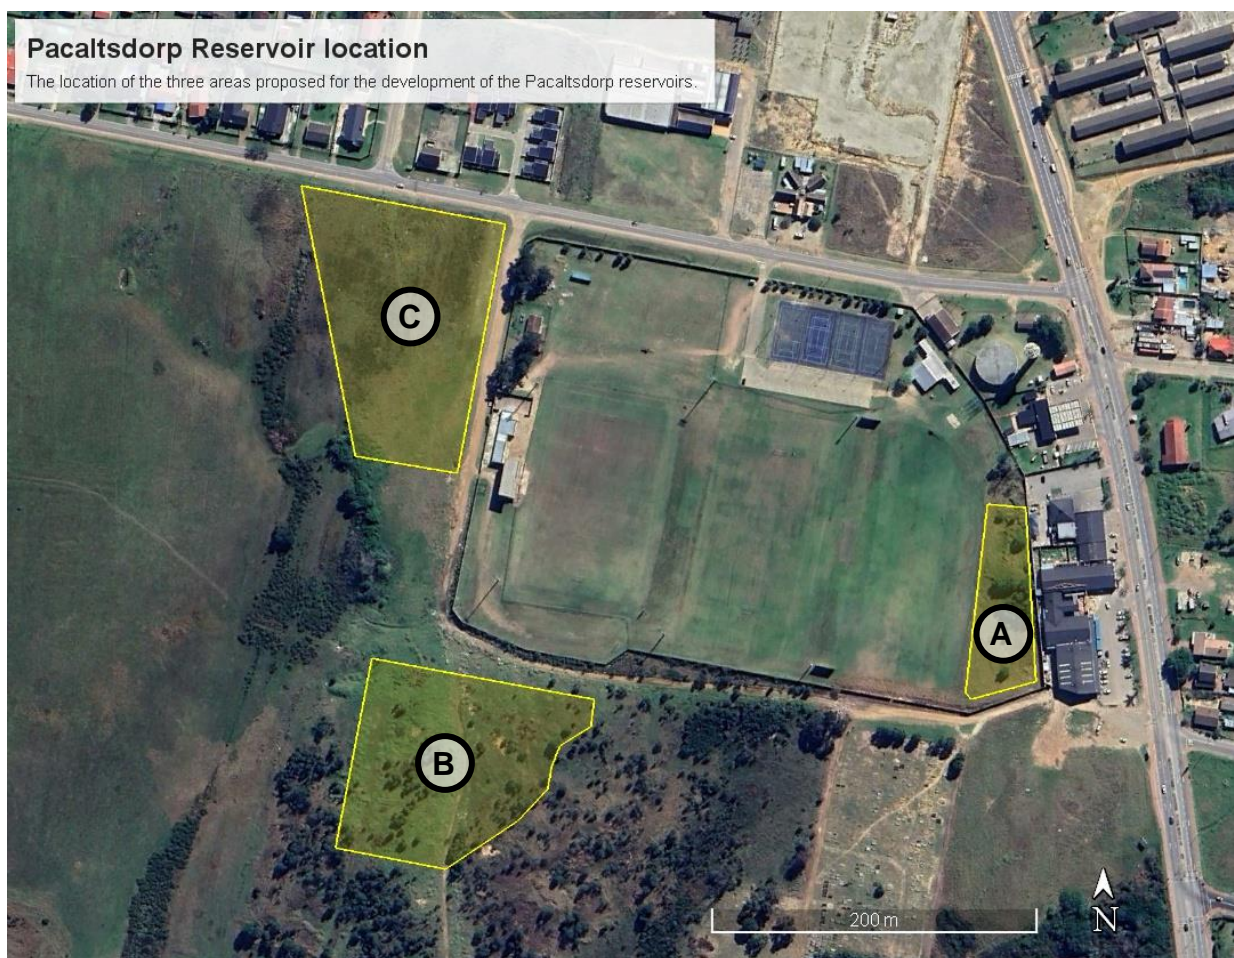 Pacaltsdorp Reservoir location
The location of the three areas proposed for the development of the Pacaltsdorp reservoirs.
C
A
B
200 m
N